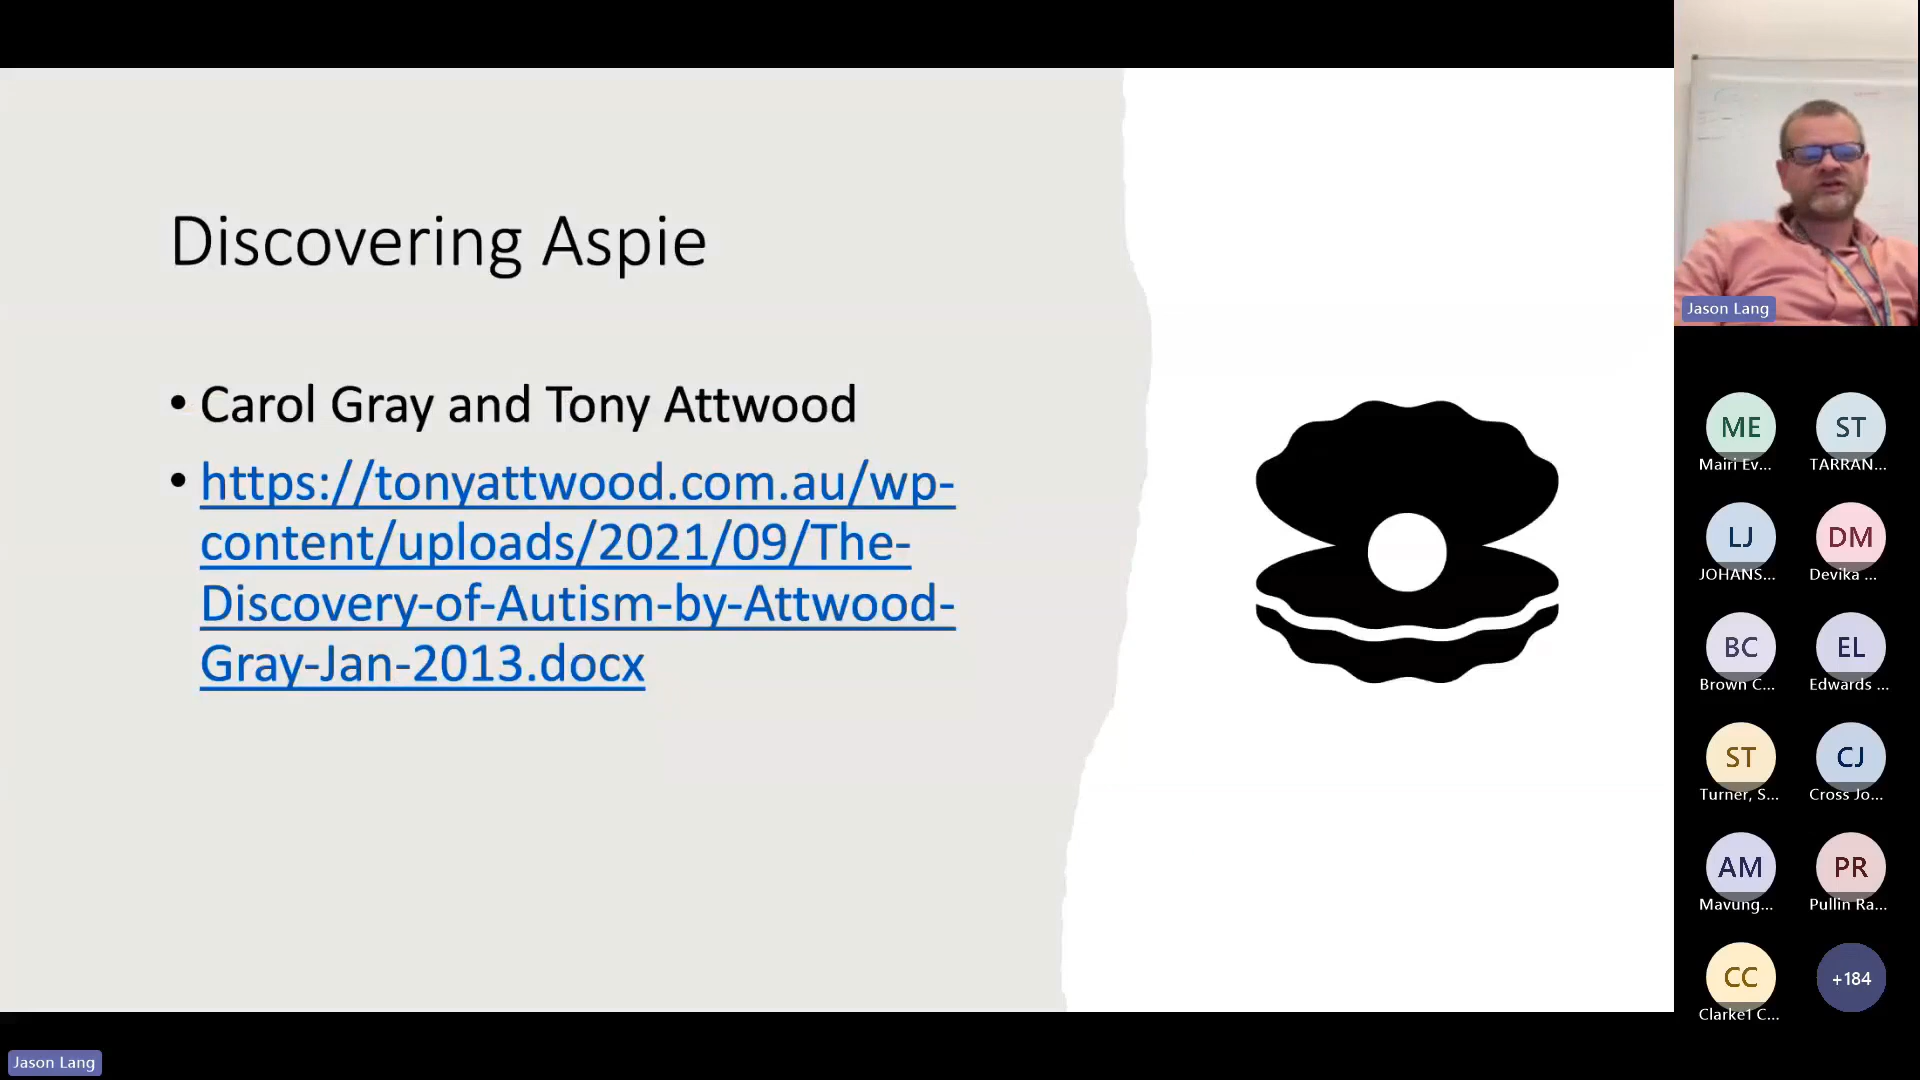 Discovering Aspie
• Carol Gray and Tony Attwood
• https://tonyattwood.com.au/wp-
content/uploads/2021/09/The-
Discovery-of-Autism-by-Attwood-
Gray-Jan-2013.docx
Jason Lang
ME
Mairi Ev...
ST
TARRAN...
LJ
JOHANS...
DM
Devika ...
BC
Brown C...
EL
Edwards ...
ST
Turner, S...
CJ
Cross Jo...
AM
Mavung...
PR
Pullin Ra...
CC
Clarke1 C...
+184
Jason Lang